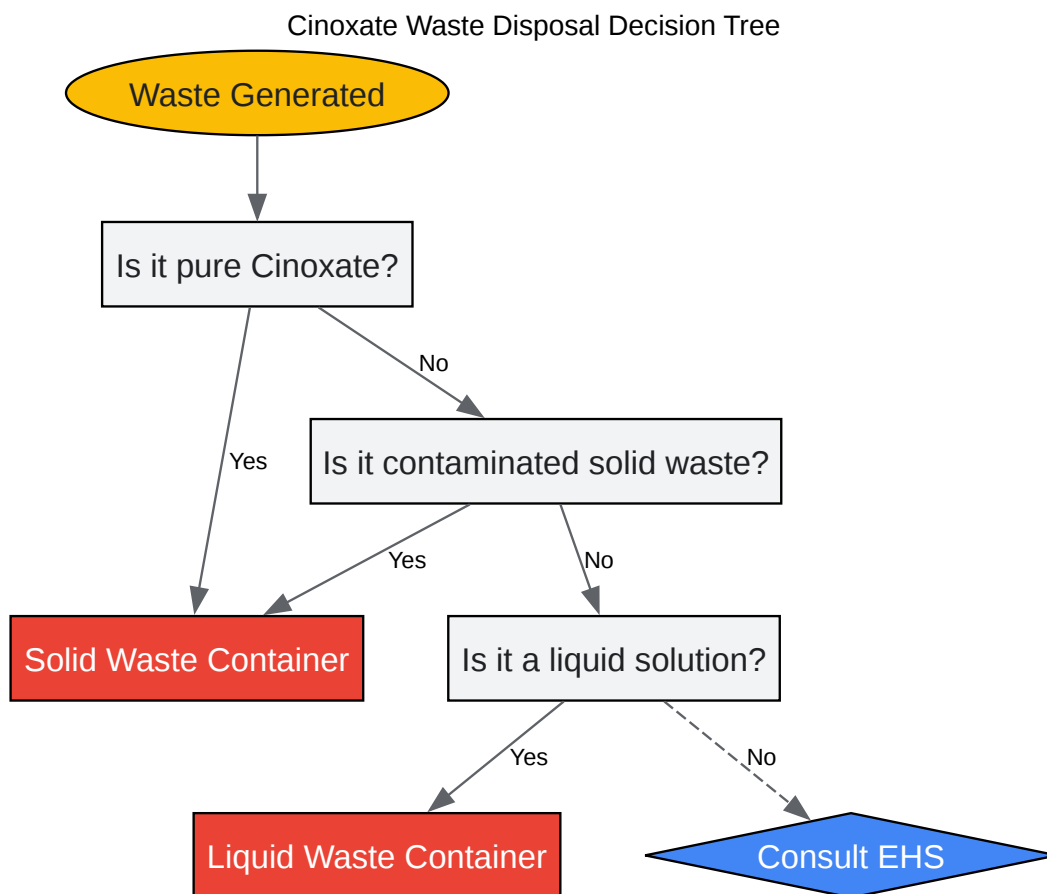 Cinoxate Waste Disposal Decision Tree
Waste Generated
Is it pure Cinoxate?
No
Yes
Is it contaminated solid waste?
Yes
No
Solid Waste Container
Is it a liquid solution?
Yes
No
Liquid Waste Container
Consult EHS